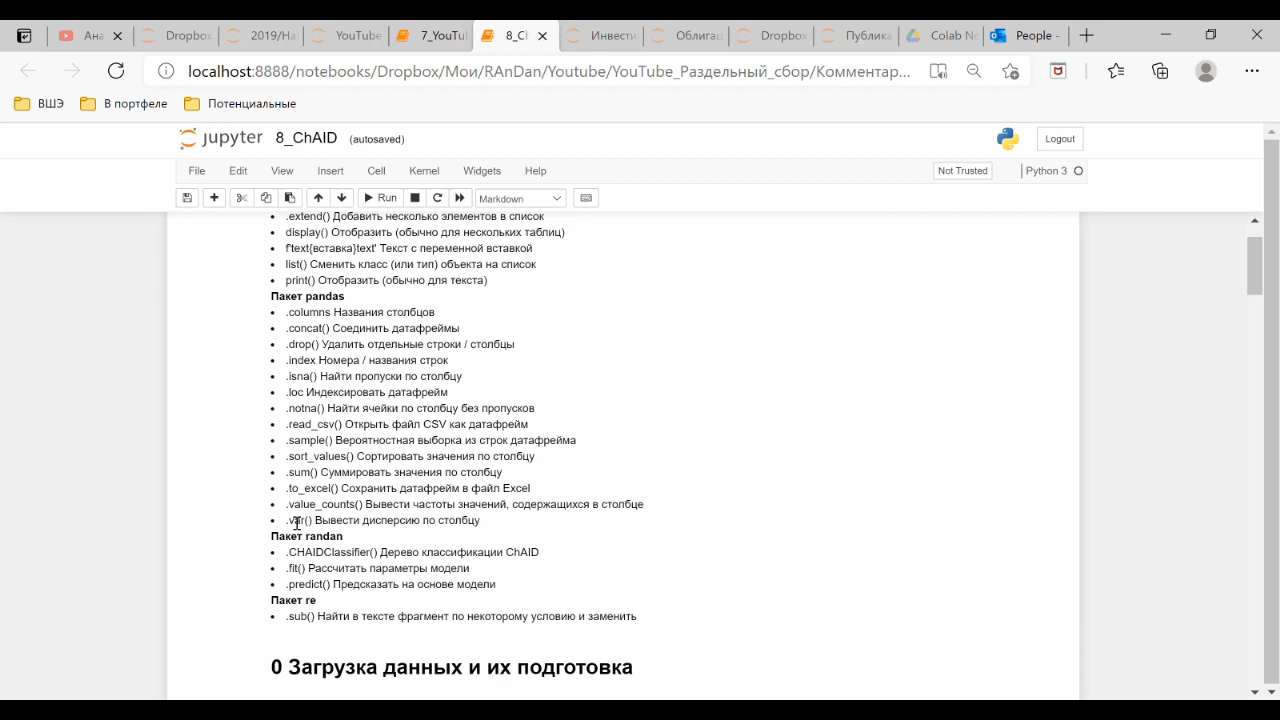 Ана
Dropbo
2019/На
YouTube
7_YouTu
8_Ch
Инвести
Облигац
Dropbo
Публика
Colab N
People -
localhost:8888/notebooks/Dropbox/Мои/RAnDan/Youtube/YouTube_Раздельный_сбор/Комментар...
ВШЭ
В портфеле
Потенциальные
jupyter 8_ChAID (autosaved)
Logout
File Edit View Insert Cell Kernel Widgets Help
Not Trusted
Python 3
Run
Markdown
.extend() Добавить несколько элементов в список
display() Отобразить (обычно для нескольких таблиц)
f'text{вставка}text' Текст с переменной вставкой
list() Сменить класс (или тип) объекта на список
print() Отобразить (обычно для текста)
Пакет pandas
.columns Названия столбцов
.concat() Соединить датафреймы
.drop() Удалить отдельные строки / столбцы
.index Номера / названия строк
.isna() Найти пропуски по столбцу
.loc Индексировать датафрейм
.notna() Найти ячейки по столбцу без пропусков
.read_csv() Открыть файл CSV как датафрейм
.sample() Вероятностная выборка из строк датафрейма
.sort_values() Сортировать значения по столбцу
.sum() Суммировать значения по столбцу
.to_excel() Сохранить датафрейм в файл Excel
.value_counts() Вывести частоты значений, содержащихся в столбце
.var() Вывести дисперсию по столбцу
Пакет randan
.CHAIDClassifier() Дерево классификации ChAID
.fit() Рассчитать параметры модели
.predict() Предсказать на основе модели
Пакет re
.sub() Найти в тексте фрагмент по некоторому условию и заменить
0 Загрузка данных и их подготовка